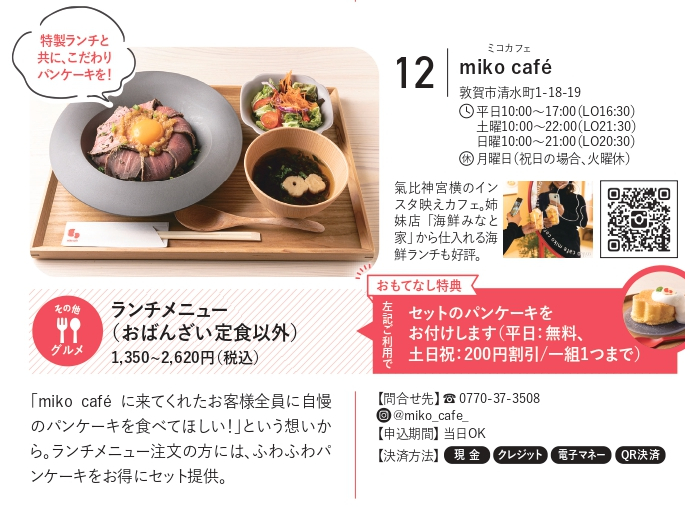 特製ランチと
共に、こだわり
パンケーキを!
12
ミコカフェ
miko café
敦賀市清水町1-18-19
平日10:00〜17:00(LO16:30)
土曜10:00〜22:00(LO21:30)
日曜10:00〜21:00(LO20:30)
休 月曜日(祝日の場合、火曜休)
氣比神宮横のイン
スタ映えカフェ。姉
妹店「海鮮みなと
家」から仕入れる海
鮮ランチも好評。
その他
グルメ
ランチメニュー
(おばんざい定食以外)
1,350~2,620円(税込)
左記ご利用で
おもてなし特典
セットのパンケーキを
お付けします(平日:無料、
土日祝:200円割引/一組1つまで)
「miko café に来てくれたお客様全員に自慢
のパンケーキを食べてほしい!」という想いか
ら。ランチメニュー注文の方には、ふわふわパ
ンケーキをお得にセット提供。
【問合せ先】☎0770-37-3508
@miko_cafe_
【申込期間】当日OK
【決済方法】現金 クレジット 電子マネー QR決済